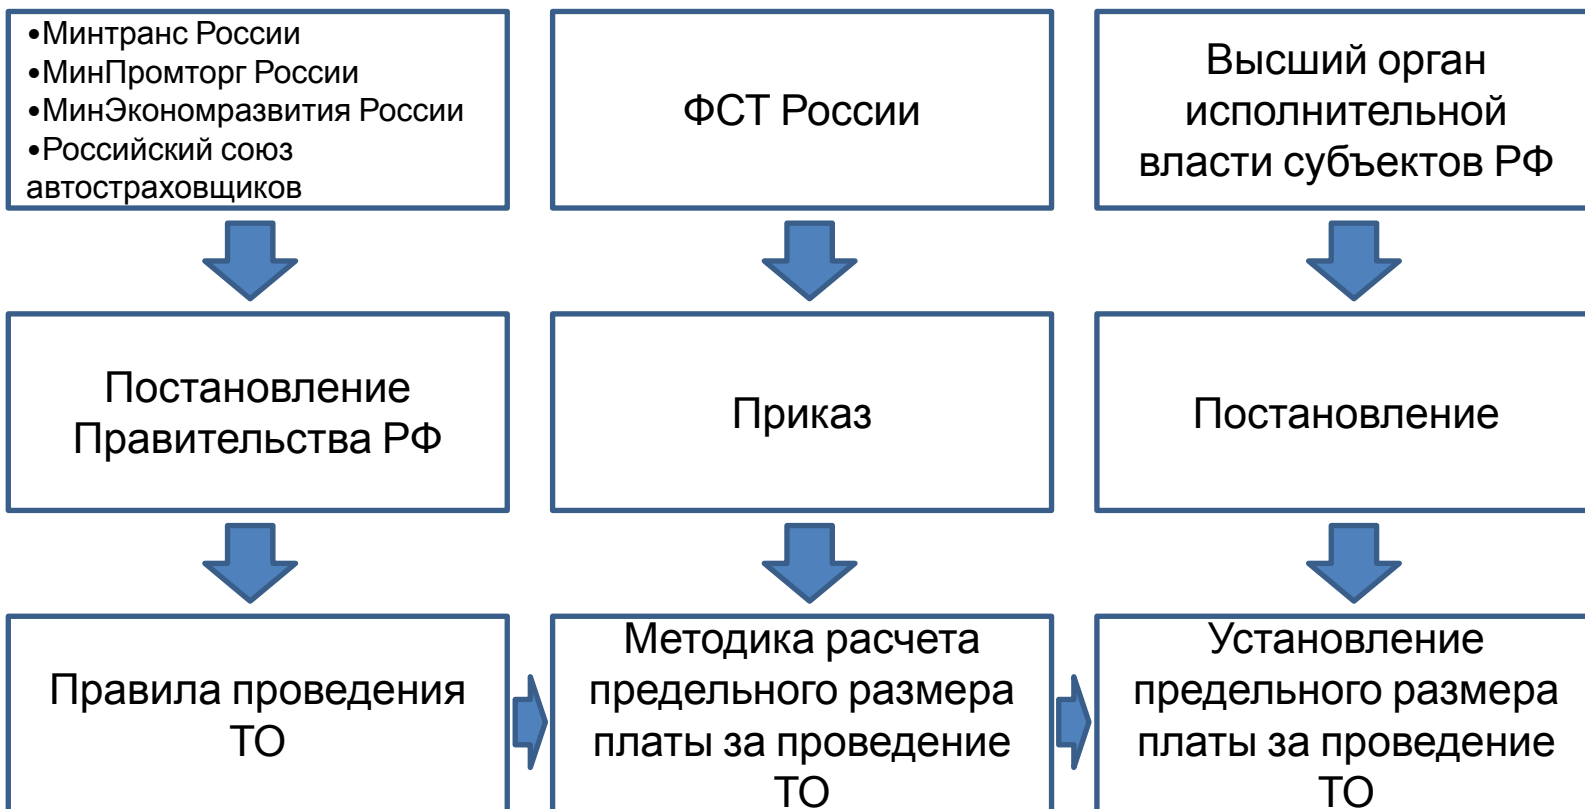 •Минтранс России
•МинПромторг России
•МинЭкономразвития России
•Российский союз
автостраховщиков
ФСТ России
Высший орган
исполнительной
власти субъектов РФ
Постановление
Правительства РФ
Приказ
Постановление
Правила проведения
ТО
Методика расчета
предельного размера
платы за проведение
ТО
Установление
предельного размера
платы за проведение
ТО